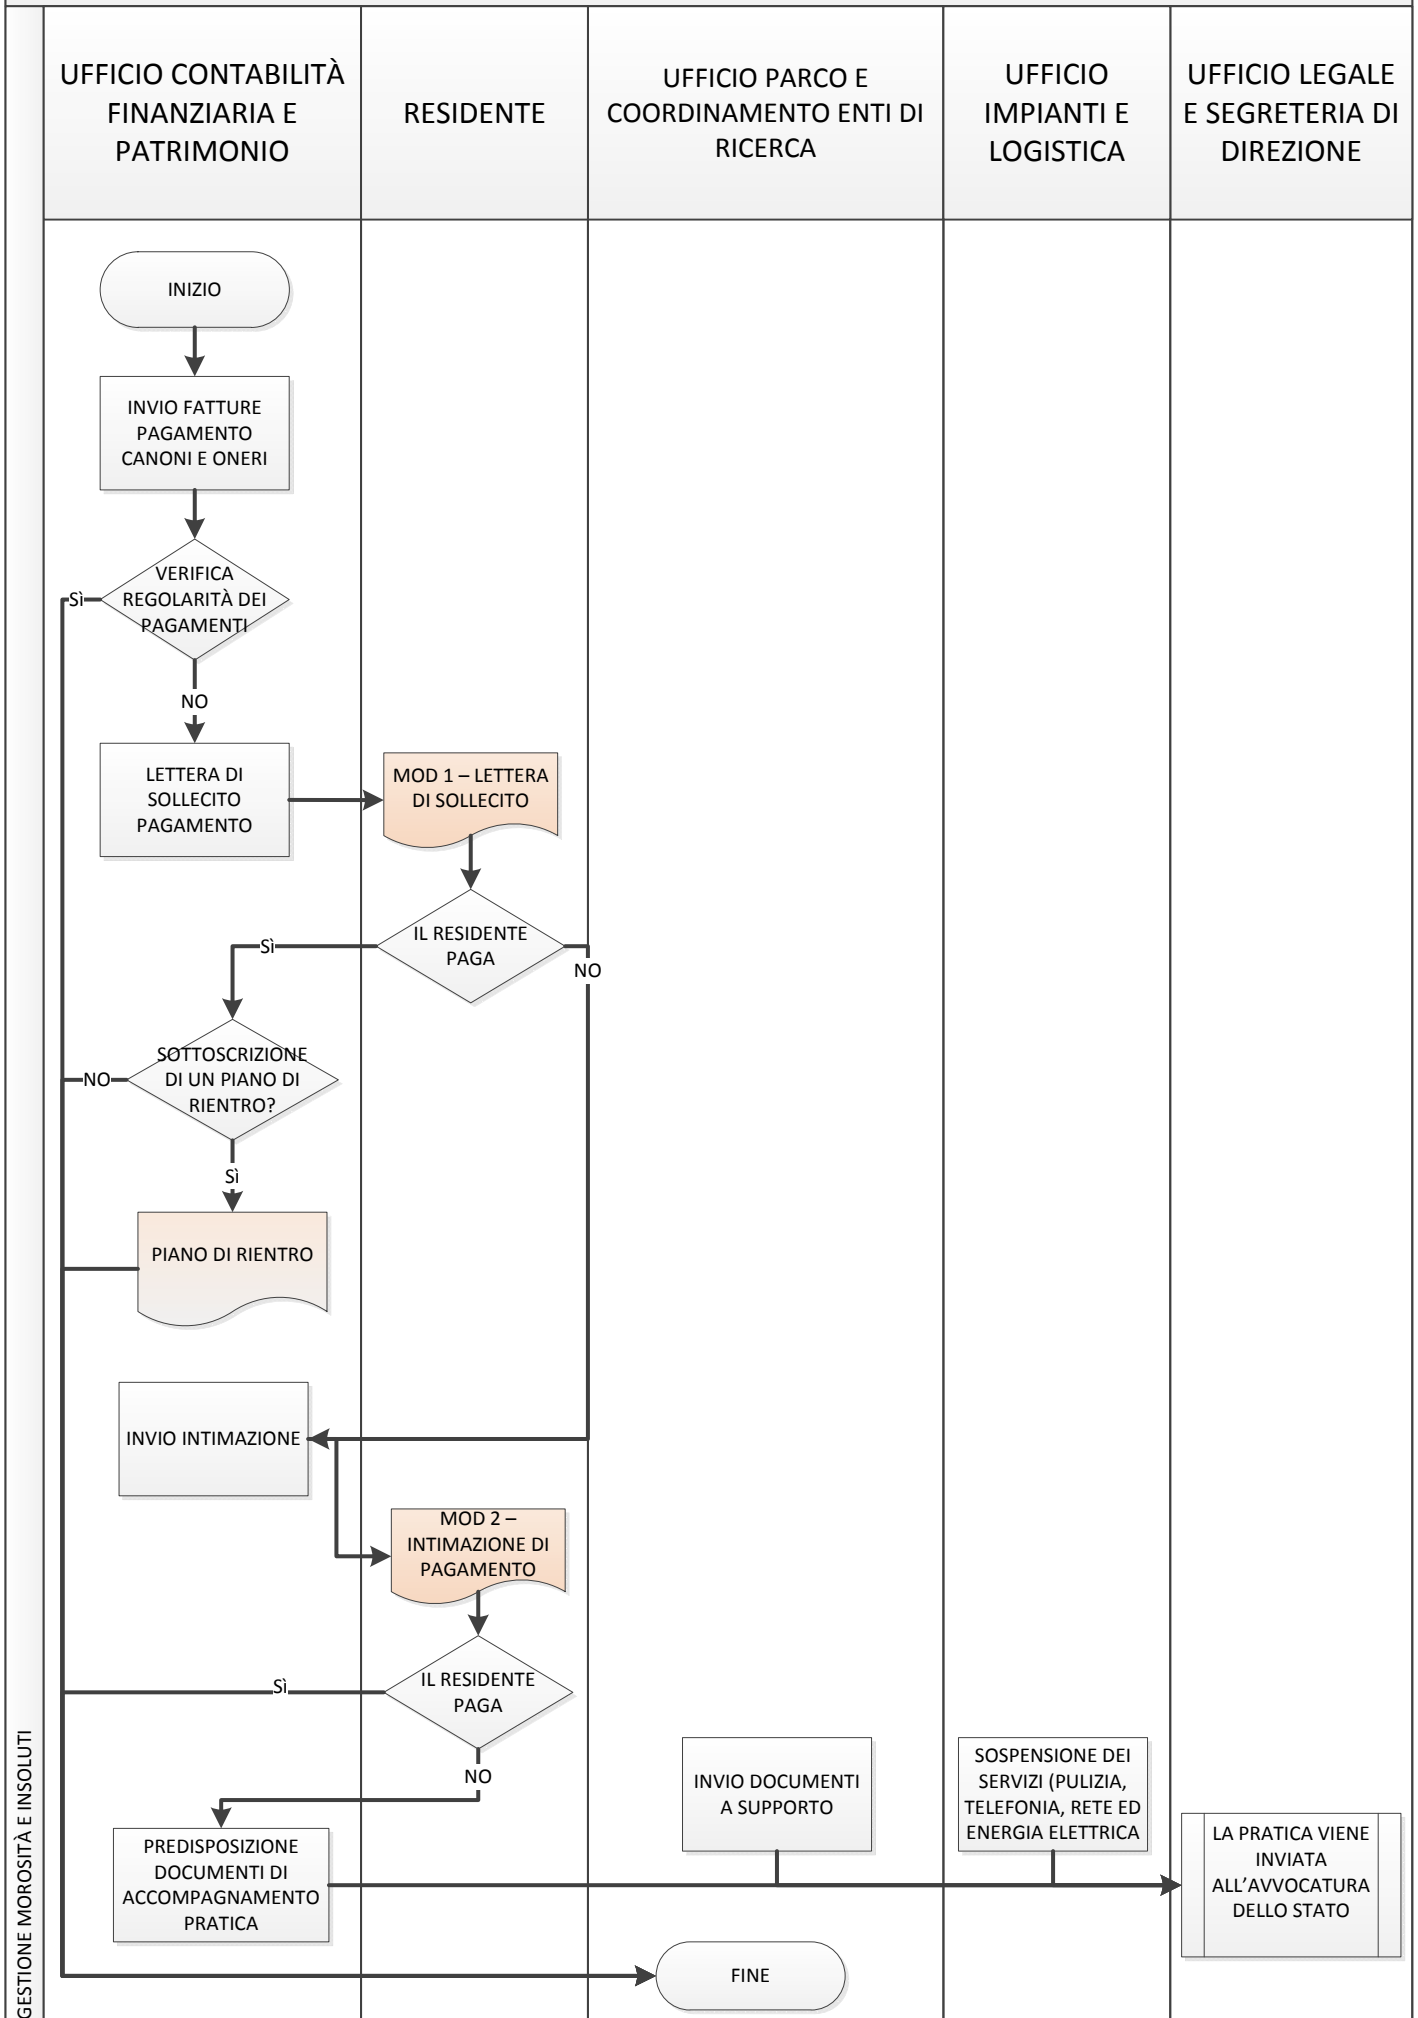 UFFICIO CONTABILITÀ
FINANZIARIA E
PATRIMONIO
RESIDENTE
UFFICIO PARCO E
COORDINAMENTO ENTI DI
RICERCA
UFFICIO
IMPIANTI E
LOGISTICA
UFFICIO LEGALE
E SEGRETERIA DI
DIREZIONE
INIZIO
INVIO FATTURE
PAGAMENTO
CANONI E ONERI
VERIFICA
REGOLARITÀ DEI
PAGAMENTI
Sì
NO
LETTERA DI
SOLLECITO
PAGAMENTO
MOD 1 – LETTERA
DI SOLLECITO
IL RESIDENTE
PAGA
Sì
NO
SOTTOSCRIZIONE
DI UN PIANO DI
RIENTRO?
NO
Sì
PIANO DI RIENTRO
INVIO INTIMAZIONE
MOD 2 –
INTIMAZIONE DI
PAGAMENTO
IL RESIDENTE
PAGA
Sì
NO
PREDISPOSIZIONE
DOCUMENTI DI
ACCOMPAGNAMENTO
PRATICA
INVIO DOCUMENTI
A SUPPORTO
SOSPENSIONE DEI
SERVIZI (PULIZIA,
TELEFONIA, RETE ED
ENERGIA ELETTRICA
LA PRATICA VIENE
INVIATA
ALL'AVVOCATURA
DELLO STATO
FINE
GESTIONE MOROSITÀ E INSOLUTI